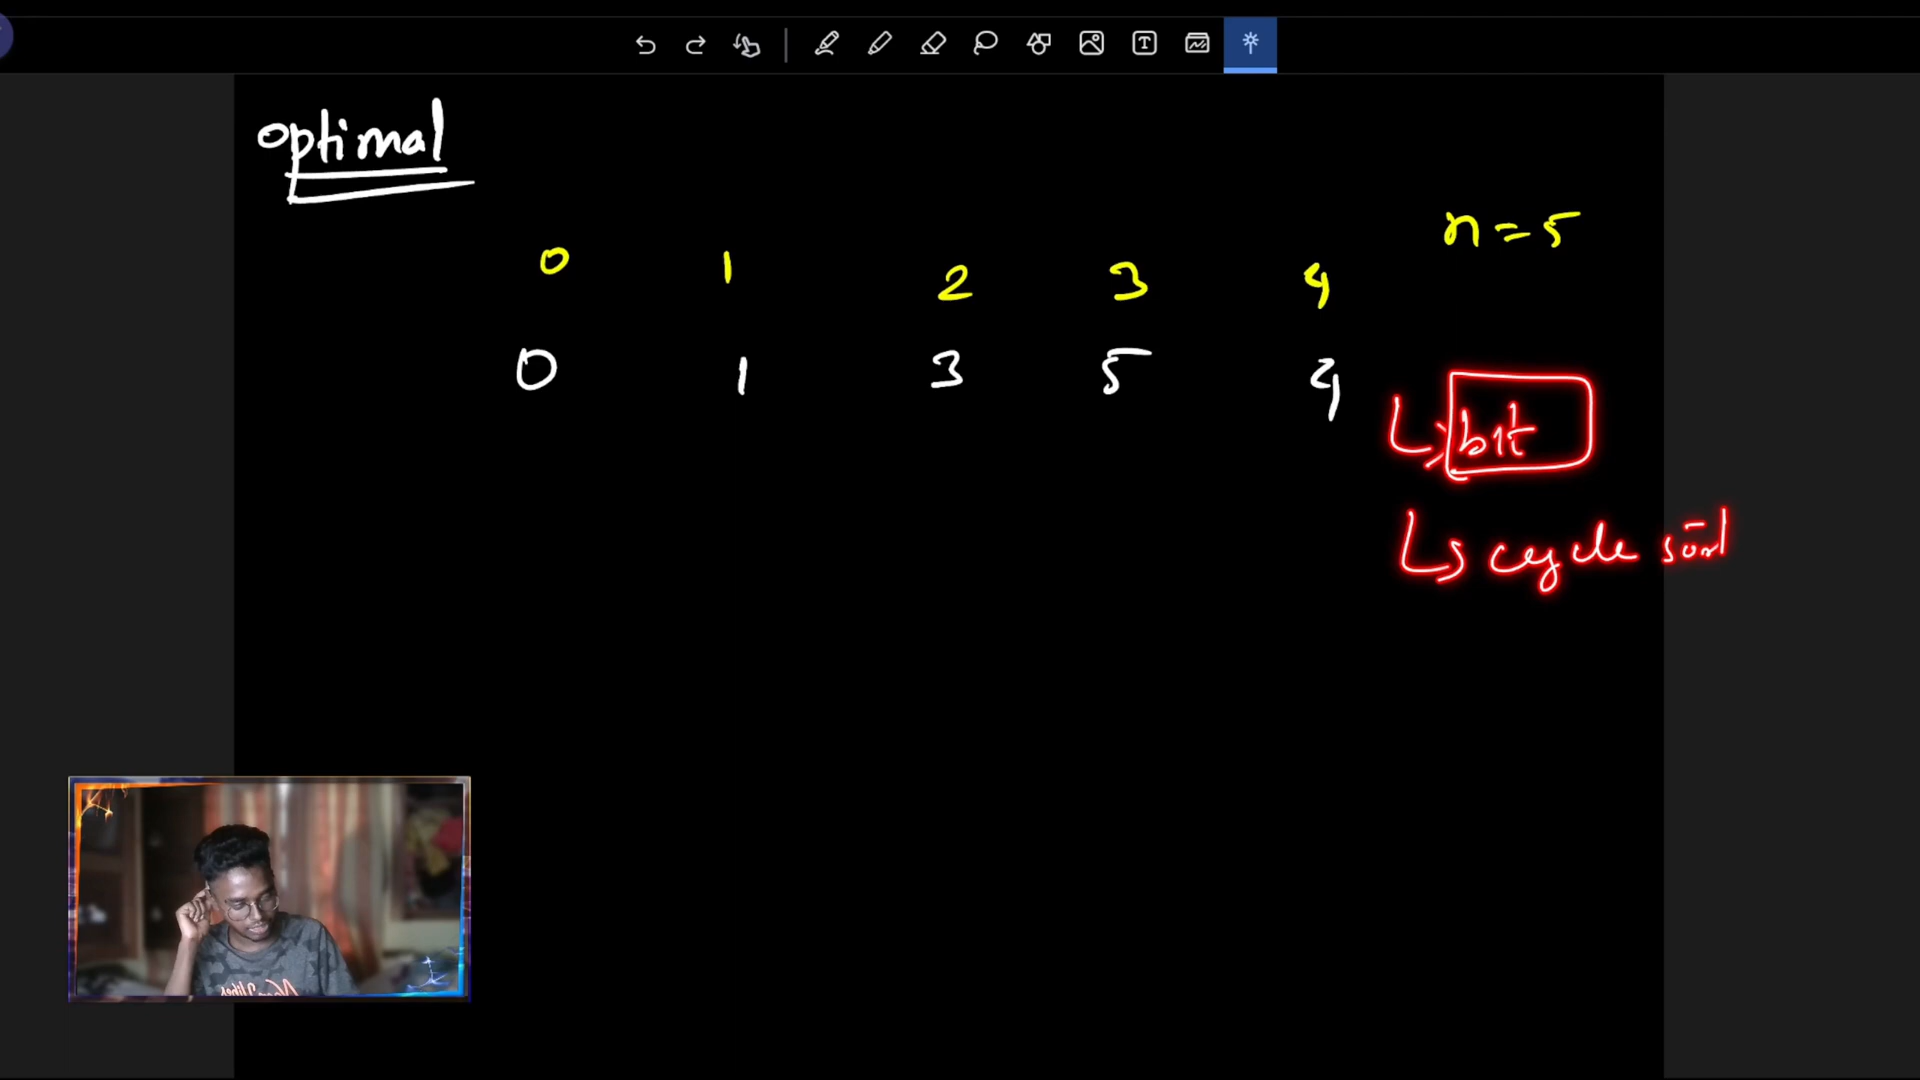 optimal
n = 5
0 1 2 3 4
0 1 3 5 4
↳ bit
↳ cycle sort